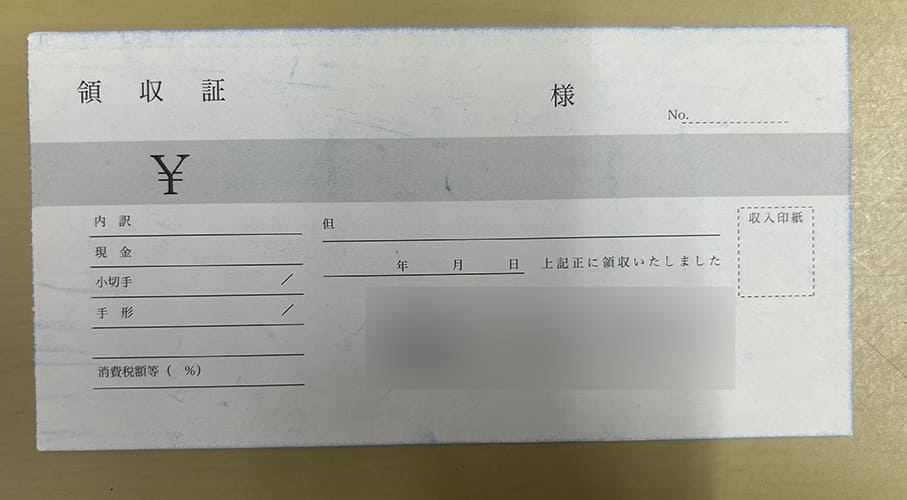 領収証 様
No.
¥
内訳
但
収入印紙
現金
年 月 日 上記正に領収いたしました
小切手 /
手形 /
消費税額等( %)